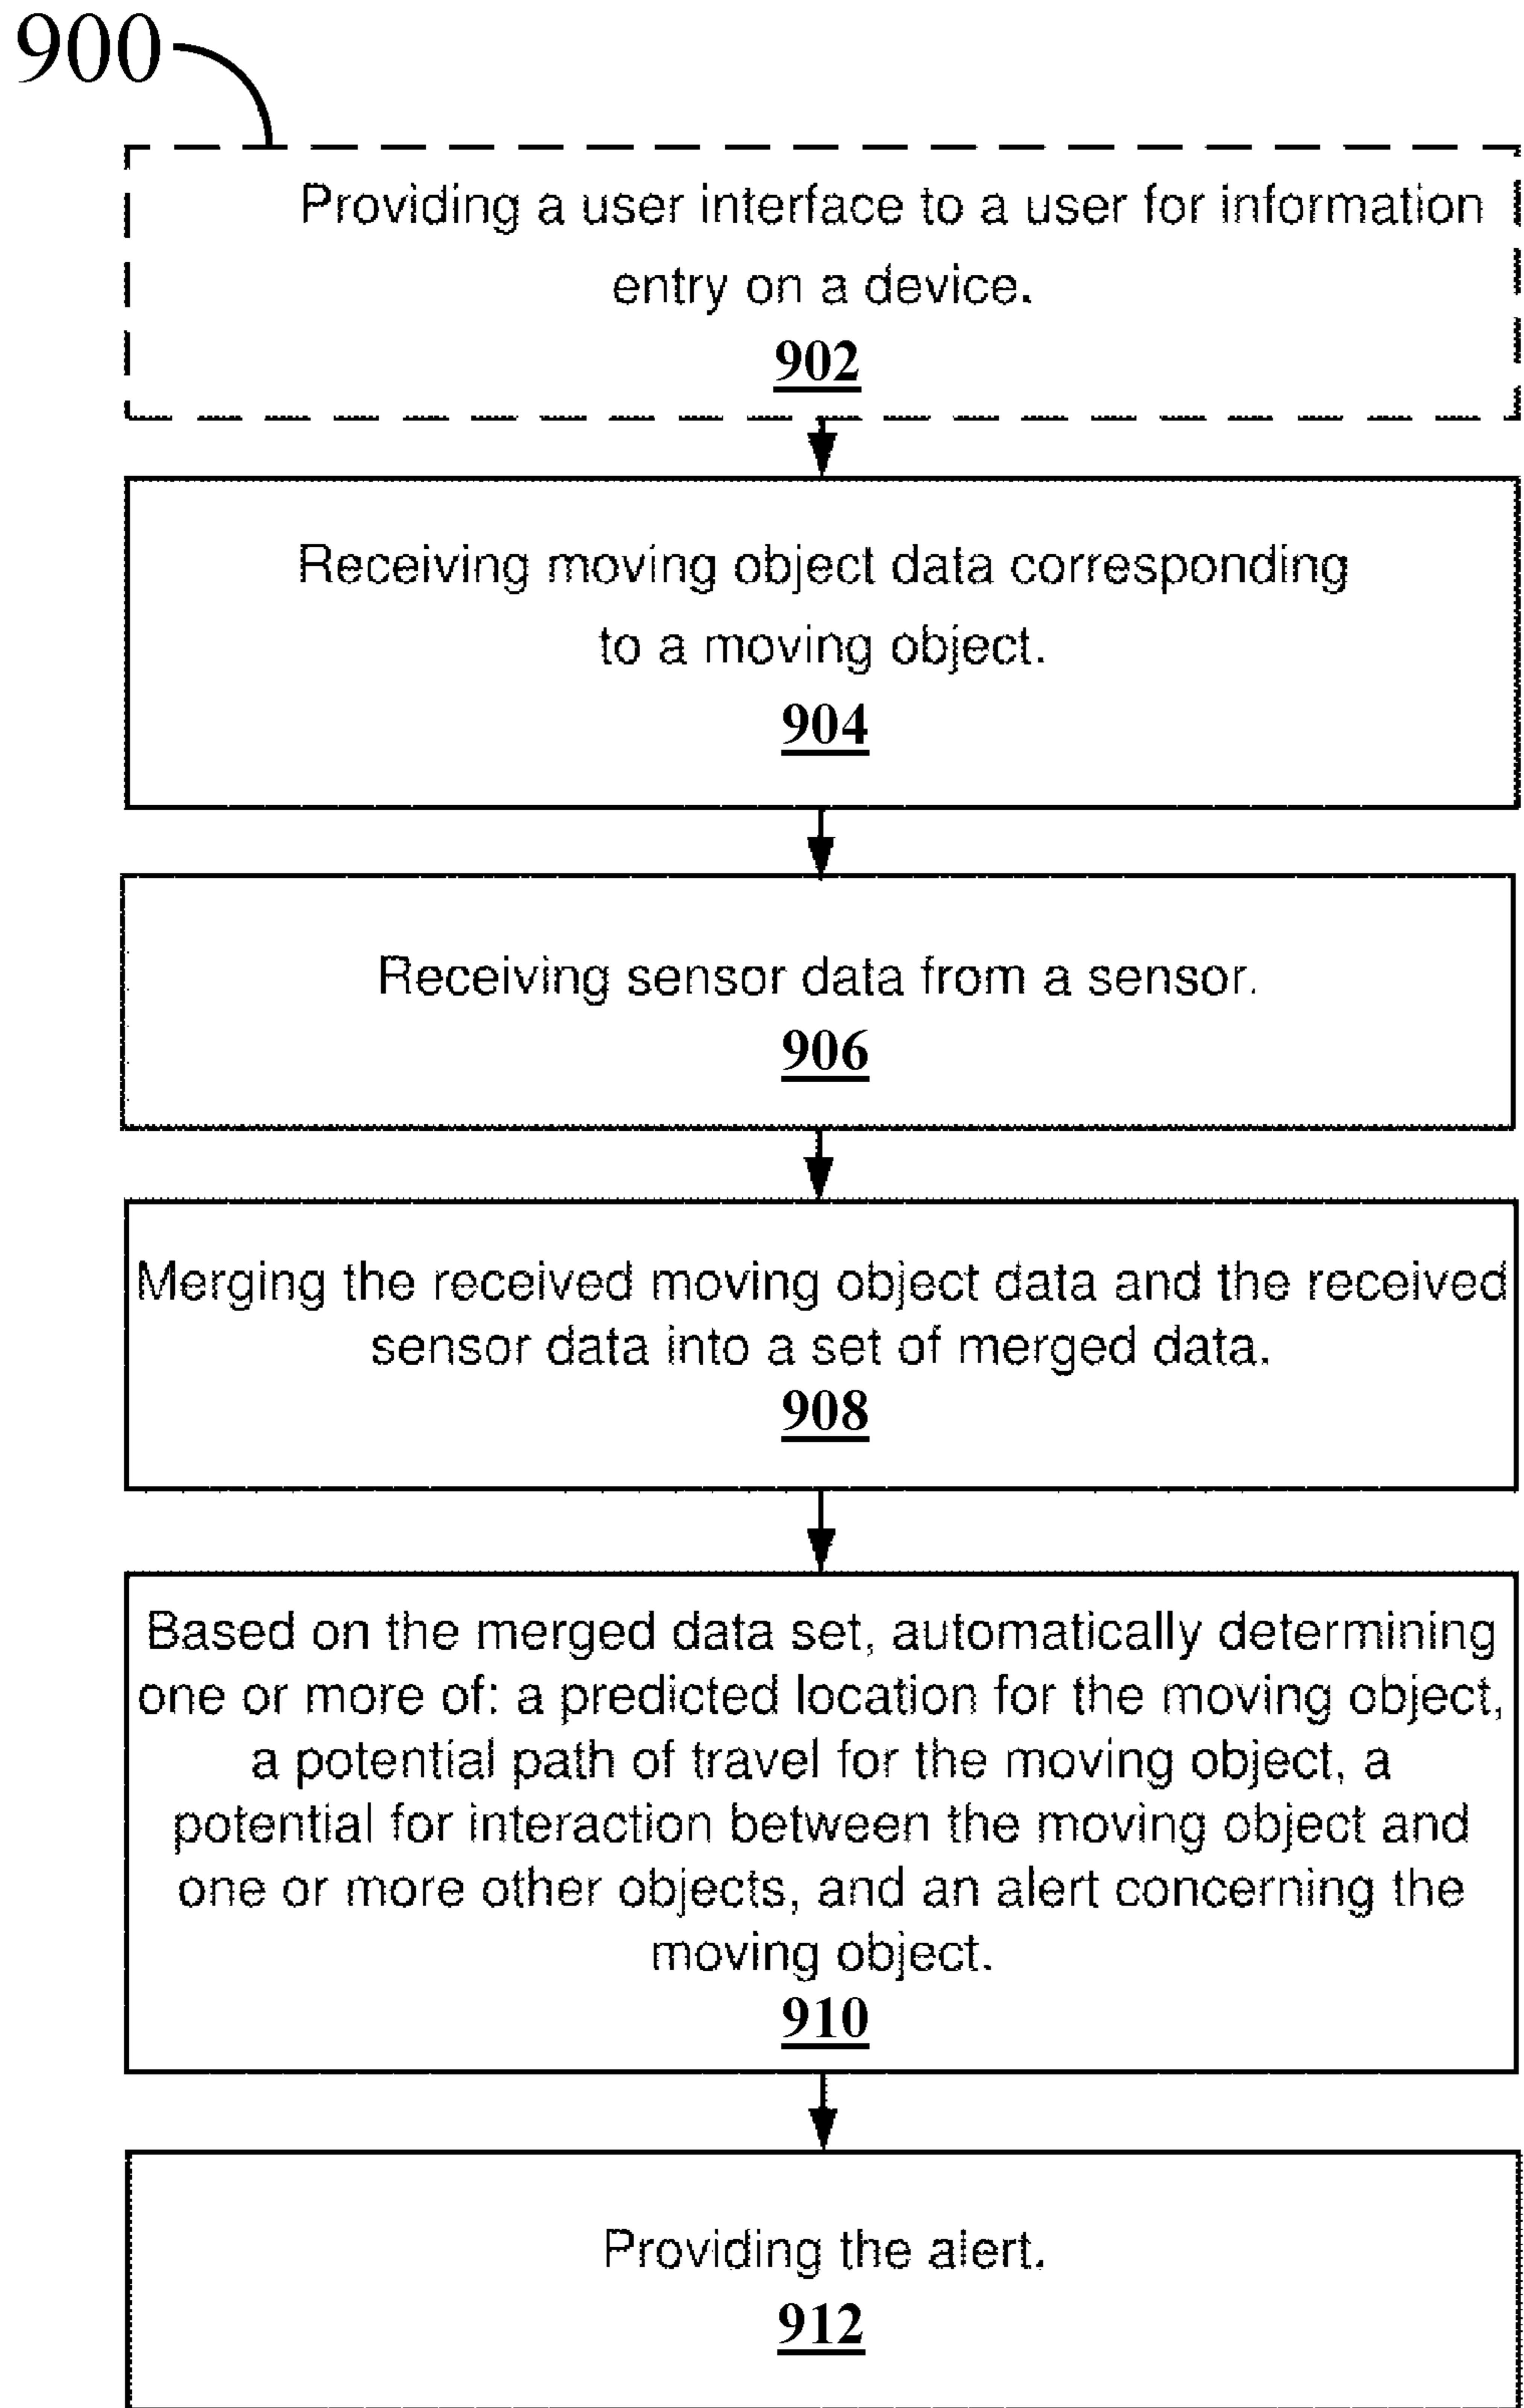 900
Providing a user interface to a user for information
entry on a device.
902
Receiving moving object data corresponding
to a moving object.
904
Receiving sensor data from a sensor.
906
Merging the received moving object data and the received
sensor data into a set of merged data.
908
Based on the merged data set, automatically determining
one or more of: a predicted location for the moving object,
a potential path of travel for the moving object, a
potential for interaction between the moving object and
one or more other objects, and an alert concerning the
moving object.
910
Providing the alert.
912